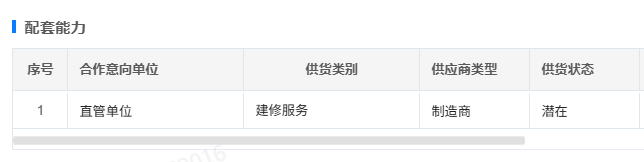 配套能力
序号 合作意向单位 供货类别 供应商类型 供货状态
1 直管单位 建修服务 制造商 潜在